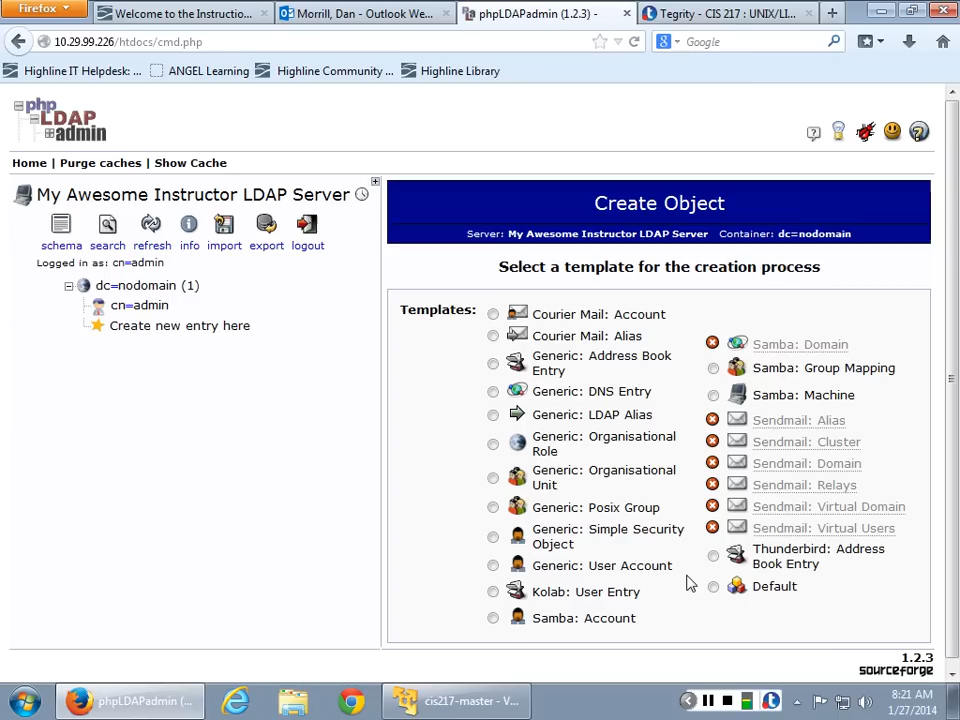 Firefox
Welcome to the Instructio...
Morrill, Dan - Outlook We...
phpLDAPadmin (1.2.3) -
Tegrity - CIS 217 : UNIX/LI...
10.29.99.226/htdocs/cmd.php
Google
Highline IT Helpdesk: ...
ANGEL Learning
Highline Community ...
Highline Library
php
LDAP
admin
Home | Purge caches | Show Cache
My Awesome Instructor LDAP Server
schema
search
refresh
info
import
export
logout
Logged in as: cn=admin
dc=nodomain (1)
cn=admin
Create new entry here
Create Object
Server: My Awesome Instructor LDAP Server Container: dc=nodomain
Select a template for the creation process
Templates:
Courier Mail: Account
Courier Mail: Alias
Generic: Address Book
Entry
Generic: DNS Entry
Generic: LDAP Alias
Generic: Organisational
Role
Generic: Organisational
Unit
Generic: Posix Group
Generic: Simple Security
Object
Generic: User Account
Kolab: User Entry
Samba: Account
Samba: Domain
Samba: Group Mapping
Samba: Machine
Sendmail: Alias
Sendmail: Cluster
Sendmail: Domain
Sendmail: Relays
Sendmail: Virtual Domain
Sendmail: Virtual Users
Thunderbird: Address
Book Entry
Default
1.2.3
sourceforge
phpLDAPadmin (...
cis217-master - V...
8:21 AM
1/27/2014